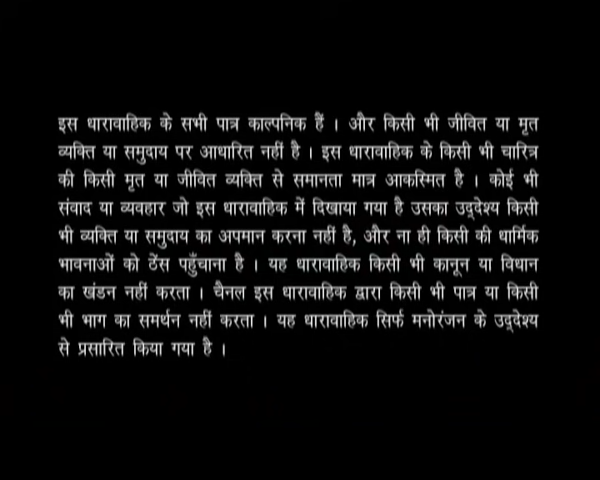 इस धारावाहिक के सभी पात्र काल्पनिक हैं । और किसी भी जीवित या मृत
व्यक्ति या समुदाय पर आधारित नहीं है । इस धारावाहिक के किसी भी चारित्र
की किसी मृत या जीवित व्यक्ति से समानता मात्र आकस्मित है । कोई भी
संवाद या व्यवहार जो इस धारावाहिक में दिखाया गया है उसका उद्देश्य किसी
भी व्यक्ति या समुदाय का अपमान करना नहीं है, और ना ही किसी की धार्मिक
भावनाओं को ठेंस पहुँचाना है । यह धारावाहिक किसी भी कानून या विधान
का खंडन नहीं करता । चैनल इस धारावाहिक द्वारा किसी भी पात्र या किसी
भी भाग का समर्थन नहीं करता । यह धारावाहिक सिर्फ मनोरंजन के उद्देश्य
से प्रसारित किया गया है ।